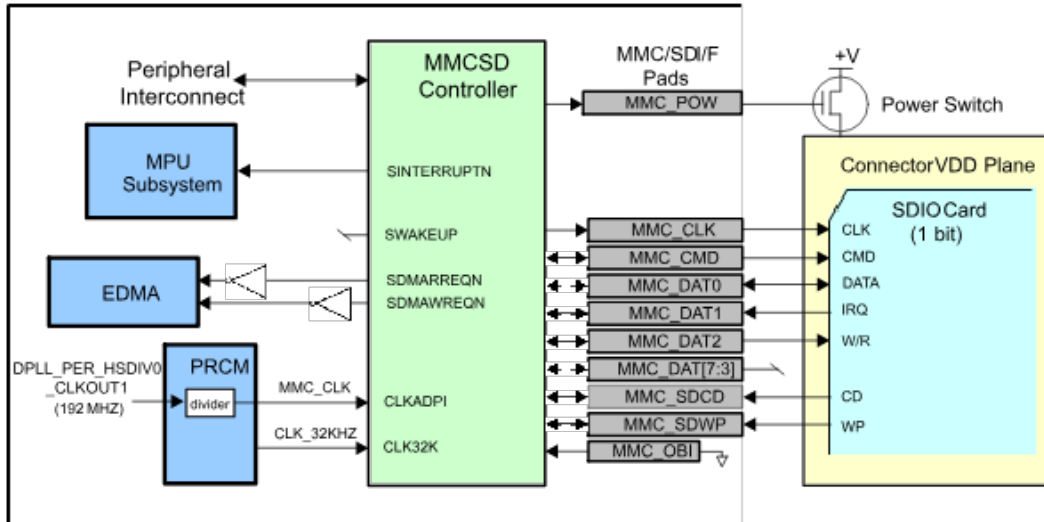 Peripheral
Interconnect
MMCSD
Controller
MMC/SDI/F
Pads
MMC_POW
+V
Power Switch
MPU
Subsystem
SINTERRUPTN
SWAKEUP
EDMA
SDMARREQN
SDMAWREQN
DPLL_PER_HSDIV0
_CLKOUT1
(192 MHZ)
PRCM
divider
MMC_CLK
CLKADPI
CLK_32KHZ
CLK32K
MMC_CLK
MMC_CMD
MMC_DAT0
MMC_DAT1
MMC_DAT2
MMC_DAT[7:3]
MMC_SDCD
MMC_SDWP
MMC_OBI
ConnectorVDD Plane
SDIO Card
(1 bit)
CLK
CMD
DATA
IRQ
W/R
CD
WP